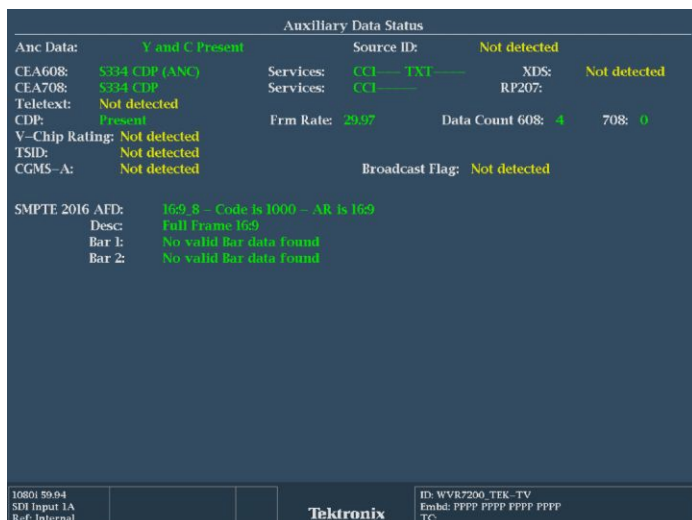 Auxiliary Data Status
Anc Data: Y and C Present Source ID: Not detected
CEA608: S334 CDP (ANC) Services: CC1—— TXT—— XDS: Not detected
CEA708: S334 CDP Services: CC1—— RP207:
Teletext: Not detected
CDP: Present Frm Rate: 29.97 Data Count 608: 4 708: 0
V-Chip Rating: Not detected
TSID: Not detected
CGMS-A: Not detected Broadcast Flag: Not detected
SMPTE 2016 AFD: 16:9_8 – Code is 1000 – AR is 16:9
Desc: Full Frame 16:9
Bar 1: No valid Bar data found
Bar 2: No valid Bar data found
1080i 59.94
SDI Input 1A
Ref: Internal
Tektronix
ID: WVR7200_TEK-TV
Embd: PPPP PPPP PPPP PPPP
TC: